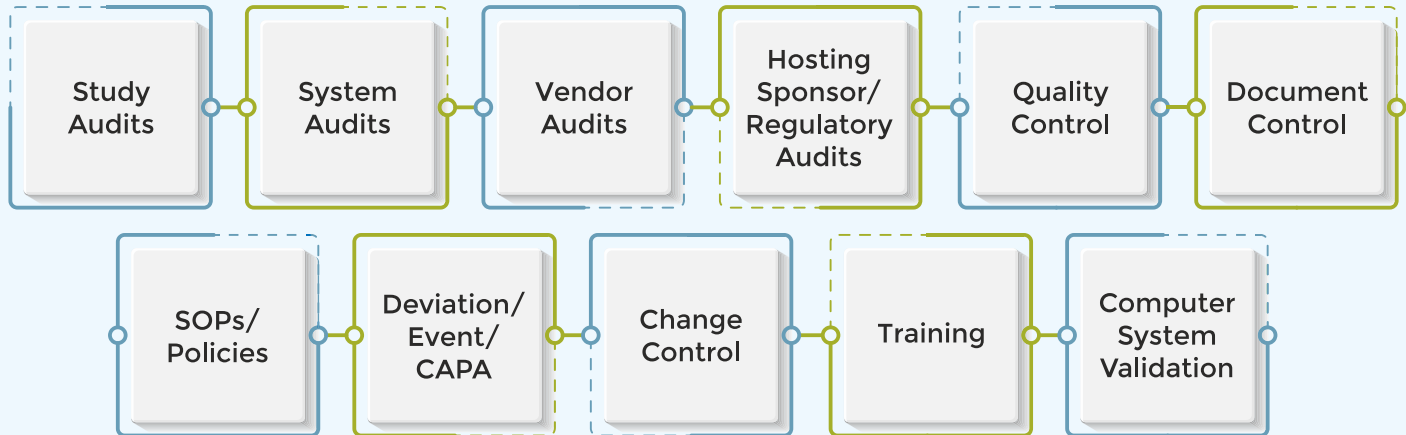 Study
Audits
System
Audits
Vendor
Audits
Hosting
Sponsor/
Regulatory
Audits
Quality
Control
Document
Control
SOPs/
Policies
Deviation/
Event/
CAPA
Change
Control
Training
Computer
System
Validation